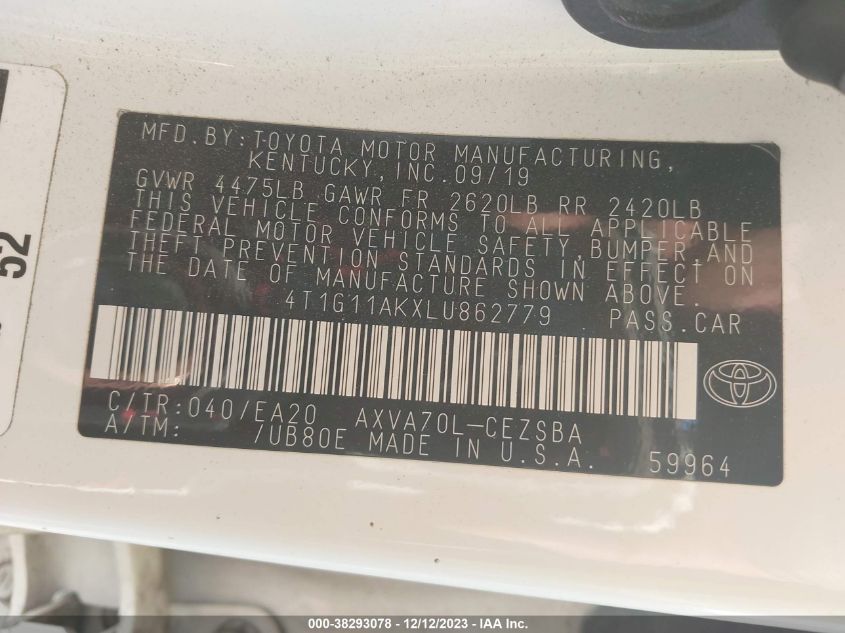 MFD.BY:TOYOTA MOTOR MANUFACTURING,
KENTUCKY,INC.09/19
GVWR 4475LB GAWR FR 2620LB RR 2420LB
THIS VEHICLE CONFORMS TO ALL APPLICABLE
FEDERAL MOTOR VEHICLE SAFETY,BUMPER,AND
THEFT PREVENTION STANDARDS IN EFFECT ON
THE DATE OF MANUFACTURE SHOWN ABOVE.
4T1G11AKXLU862779 PASS.CAR
C/TR:040/EA20 AXVA70L-CEZSBA
A/TM: /UB80E MADE IN U.S.A. 59964
52
000-38293078 - 12/12/2023 - IAA Inc.